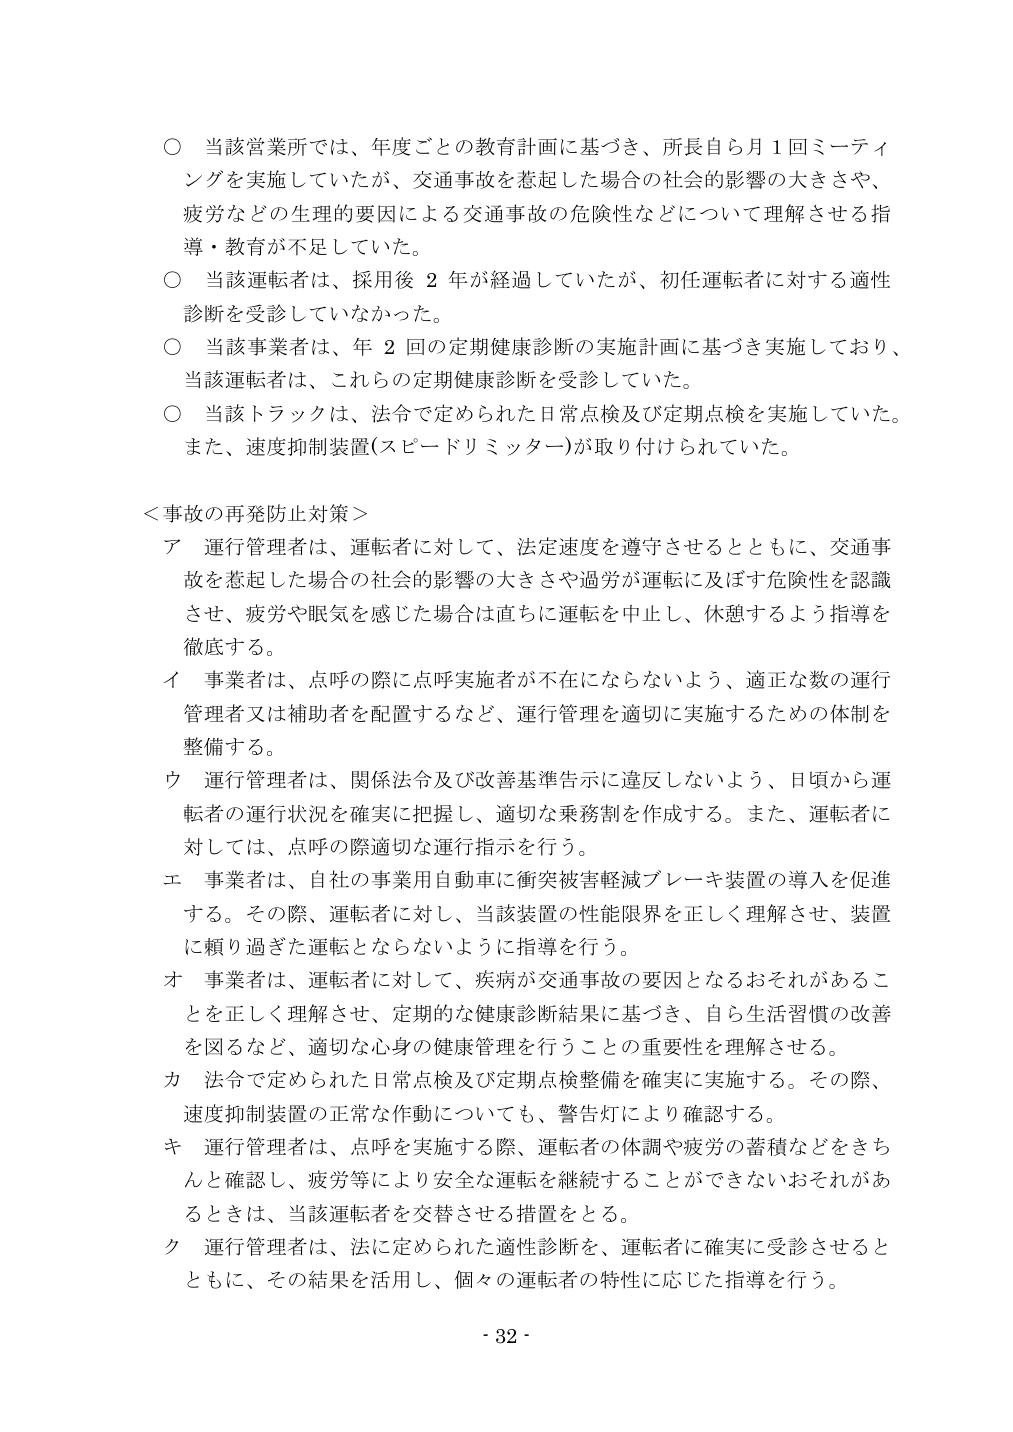 ○　当該営業所では、年度ごとの教育計画に基づき、所長自ら月1回ミーティ
ングを実施していたが、交通事故を惹起した場合の社会的影響の大きさや、
疲労などの生理的要因による交通事故の危険性などについて理解させる指
導・教育が不足していた。
○　当該運転者は、採用後 2 年が経過していたが、初任運転者に対する適性
診断を受診していなかった。
○　当該事業者は、年 2 回の定期健康診断の実施計画に基づき実施しており、
当該運転者は、これらの定期健康診断を受診していた。
○　当該トラックは、法令で定められた日常点検及び定期点検を実施していた。
また、速度抑制装置(スピードリミッター)が取り付けられていた。
＜事故の再発防止対策＞
ア　運行管理者は、運転者に対して、法定速度を遵守させるとともに、交通事
故を惹起した場合の社会的影響の大きさや過労が運転に及ぼす危険性を認識
させ、疲労や眠気を感じた場合は直ちに運転を中止し、休憩するよう指導を
徹底する。
イ　事業者は、点呼の際に点呼実施者が不在にならないよう、適正な数の運行
管理者又は補助者を配置するなど、運行管理を適切に実施するための体制を
整備する。
ウ　運行管理者は、関係法令及び改善基準告示に違反しないよう、日頃から運
転者の運行状況を確実に把握し、適切な乗務割を作成する。また、運転者に
対しては、点呼の際適切な運行指示を行う。
エ　事業者は、自社の事業用自動車に衝突被害軽減ブレーキ装置の導入を促進
する。その際、運転者に対し、当該装置の性能限界を正しく理解させ、装置
に頼り過ぎた運転とならないように指導を行う。
オ　事業者は、運転者に対して、疾病が交通事故の要因となるおそれがあるこ
とを正しく理解させ、定期的な健康診断結果に基づき、自ら生活習慣の改善
を図るなど、適切な心身の健康管理を行うことの重要性を理解させる。
カ　法令で定められた日常点検及び定期点検整備を確実に実施する。その際、
速度抑制装置の正常な作動についても、警告灯により確認する。
キ　運行管理者は、点呼を実施する際、運転者の体調や疲労の蓄積などをきち
んと確認し、疲労等により安全な運転を継続することができないおそれがあ
るときは、当該運転者を交替させる措置をとる。
ク　運行管理者は、法に定められた適性診断を、運転者に確実に受診させると
ともに、その結果を活用し、個々の運転者の特性に応じた指導を行う。
- 32 -